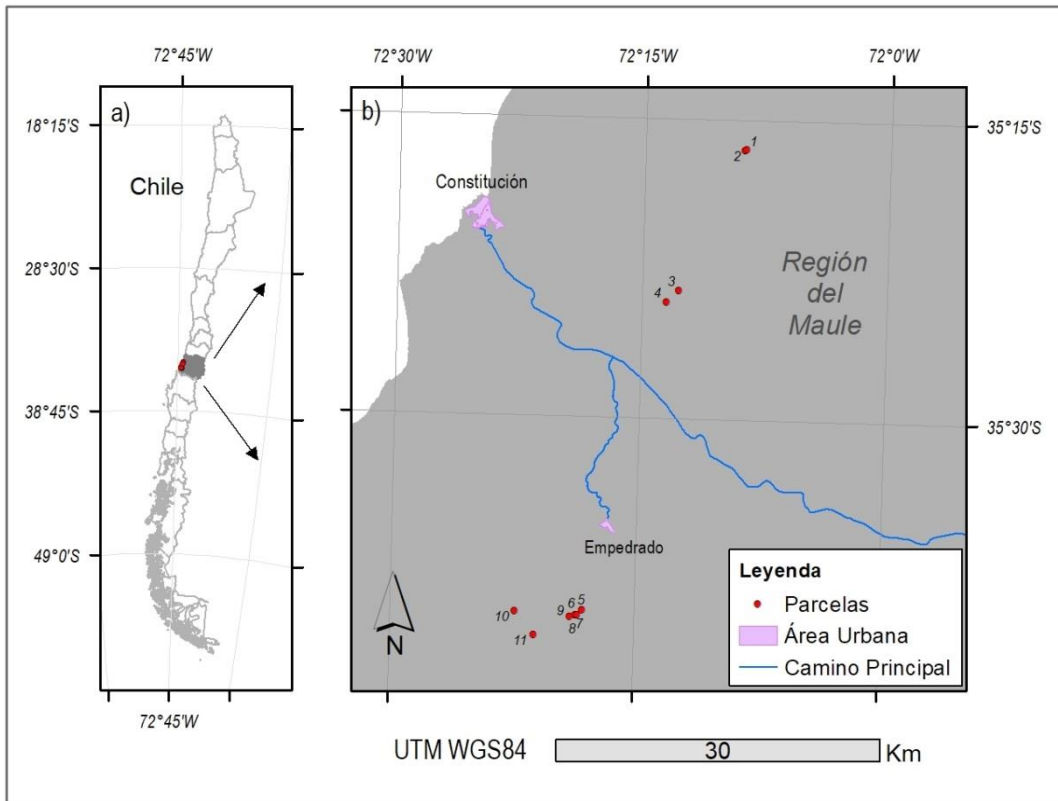 72°45'W
72°30'W
72°15'W
72°0'W
a)
b)
18°15'S
28°30'S
38°45'S
49°0'S
Chile
72°45'W
35°15'S
35°30'S
1
2
Constitución
3
4
Región
del
Maule
Empedrado
5
6
9
7
8
10
11
N
Leyenda
Parcelas
Área Urbana
Camino Principal
UTM WGS84
30
Km